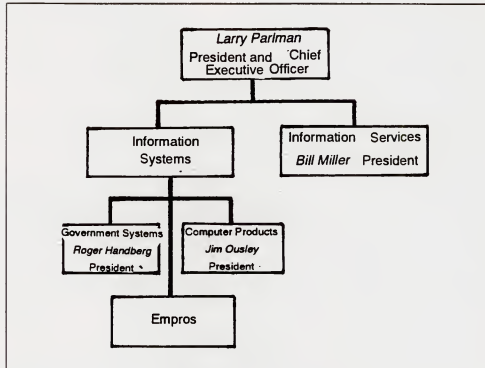 Larry Parlman
President and Chief
Executive Officer
Information
Systems
Information Services
Bill Miller President
Government Systems
Roger Handberg
President
Computer Products
Jim Ousley
President
Empros